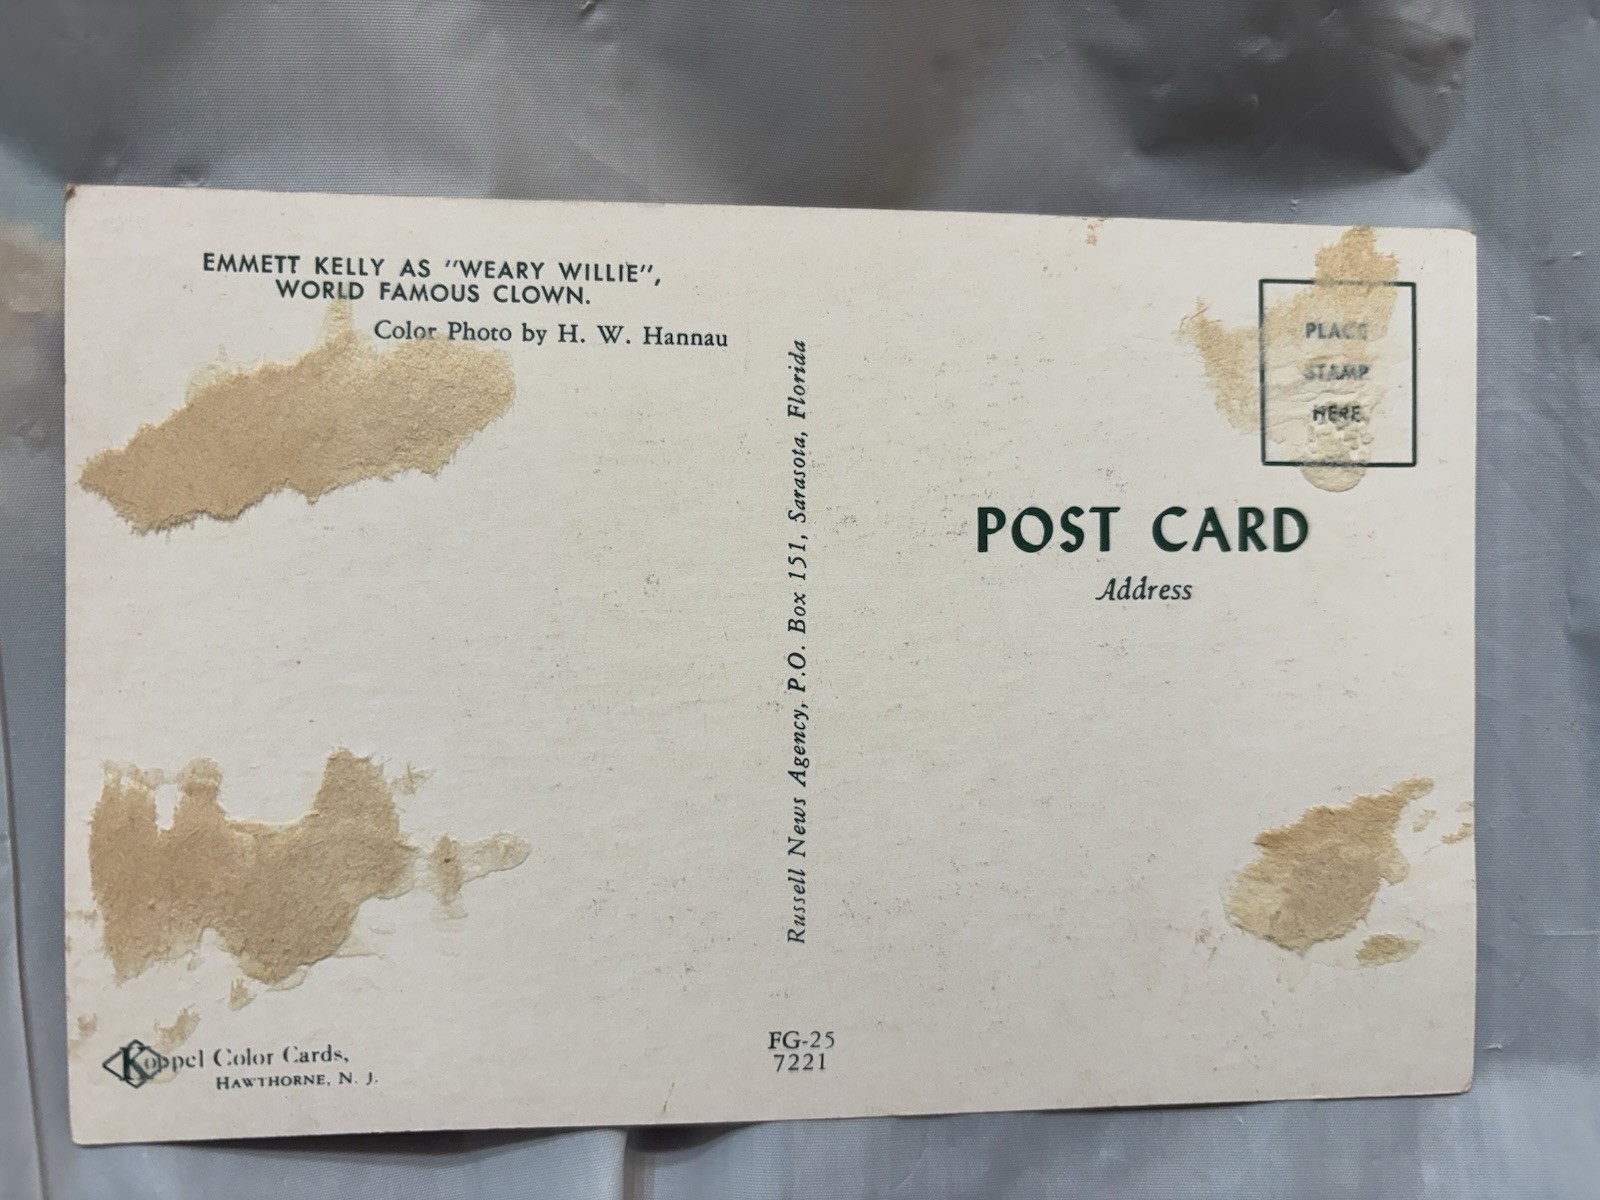 EMMETT KELLY AS "WEARY WILLIE",
WORLD FAMOUS CLOWN.
Color Photo by H. W. Hannau
Russell News Agency, P.O. Box 151, Sarasota, Florida
PLACE
STAMP
HERE
POST CARD
Address
Koppel Color Cards,
HAWTHORNE, N. J.
FG-25
7221